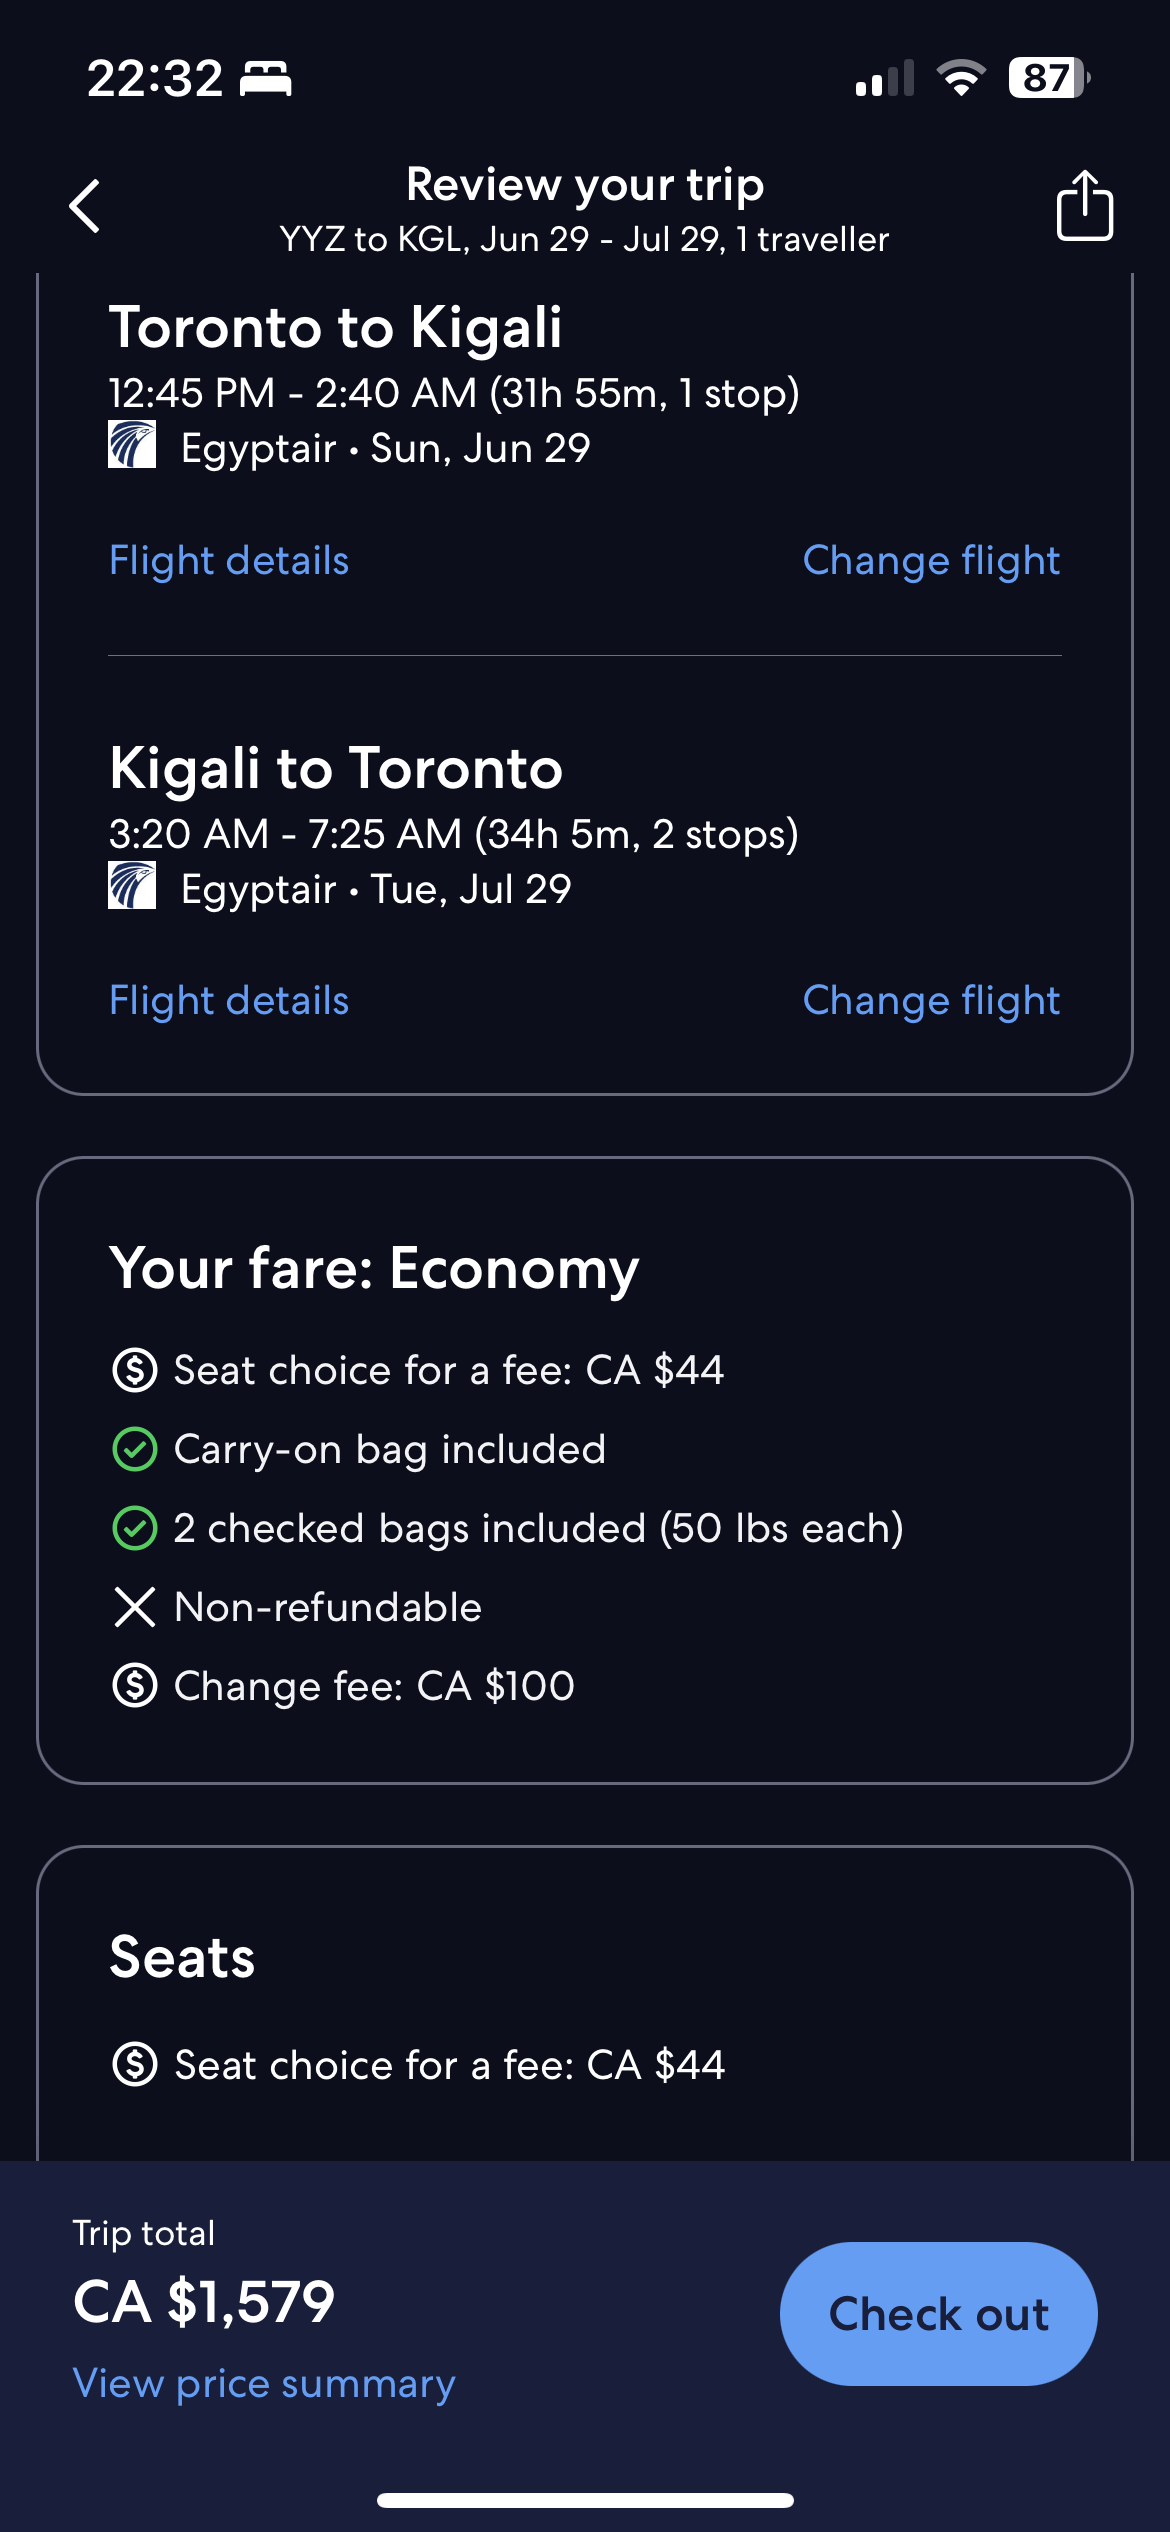 22:32
87
Review your trip
YYZ to KGL, Jun 29 - Jul 29, 1 traveller
Toronto to Kigali
12:45 PM - 2:40 AM (31h 55m, 1 stop)
Egyptair • Sun, Jun 29
Flight details
Change flight
Kigali to Toronto
3:20 AM - 7:25 AM (34h 5m, 2 stops)
Egyptair • Tue, Jul 29
Flight details
Change flight
Your fare: Economy
Seat choice for a fee: CA $44
Carry-on bag included
2 checked bags included (50 lbs each)
Non-refundable
Change fee: CA $100
Seats
Seat choice for a fee: CA $44
Trip total
CA $1,579
Check out
View price summary